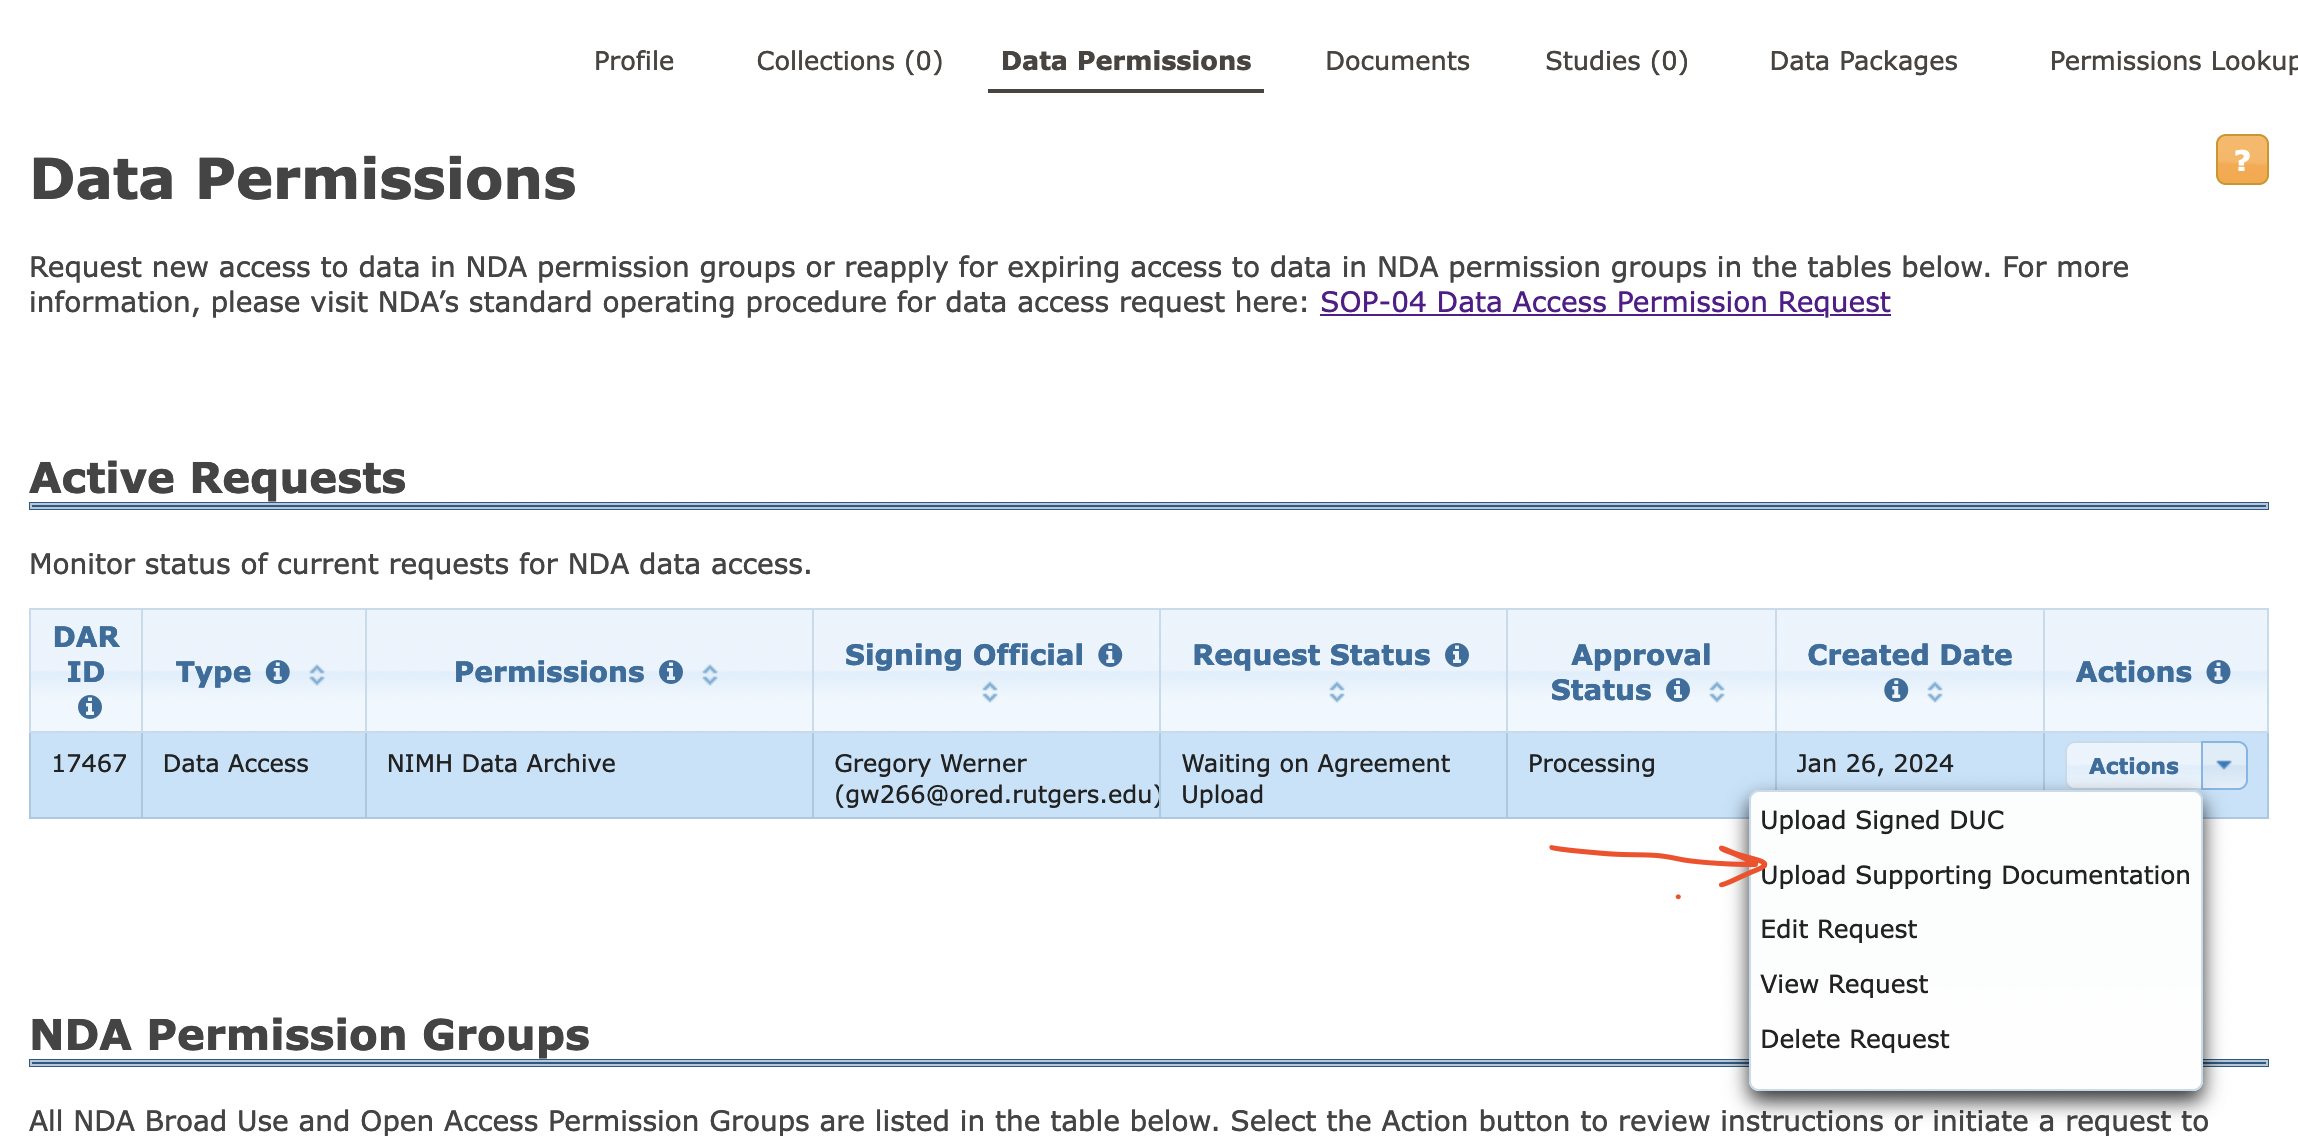 Profile Collections (0) Data Permissions Documents Studies (0) Data Packages Permissions Lookup
Data Permissions
?
Request new access to data in NDA permission groups or reapply for expiring access to data in NDA permission groups in the tables below. For more
information, please visit NDA’s standard operating procedure for data access request here: SOP-04 Data Access Permission Request
Active Requests
Monitor status of current requests for NDA data access.
DAR ID Type Permissions Signing Official Request Status Approval Status Created Date Actions
17467 Data Access NIMH Data Archive Gregory Werner (gw266@ored.rutgers.edu) Waiting on Agreement Upload Processing Jan 26, 2024 Actions
Upload Signed DUC
Upload Supporting Documentation
Edit Request
View Request
Delete Request
NDA Permission Groups
All NDA Broad Use and Open Access Permission Groups are listed in the table below. Select the Action button to review instructions or initiate a request to